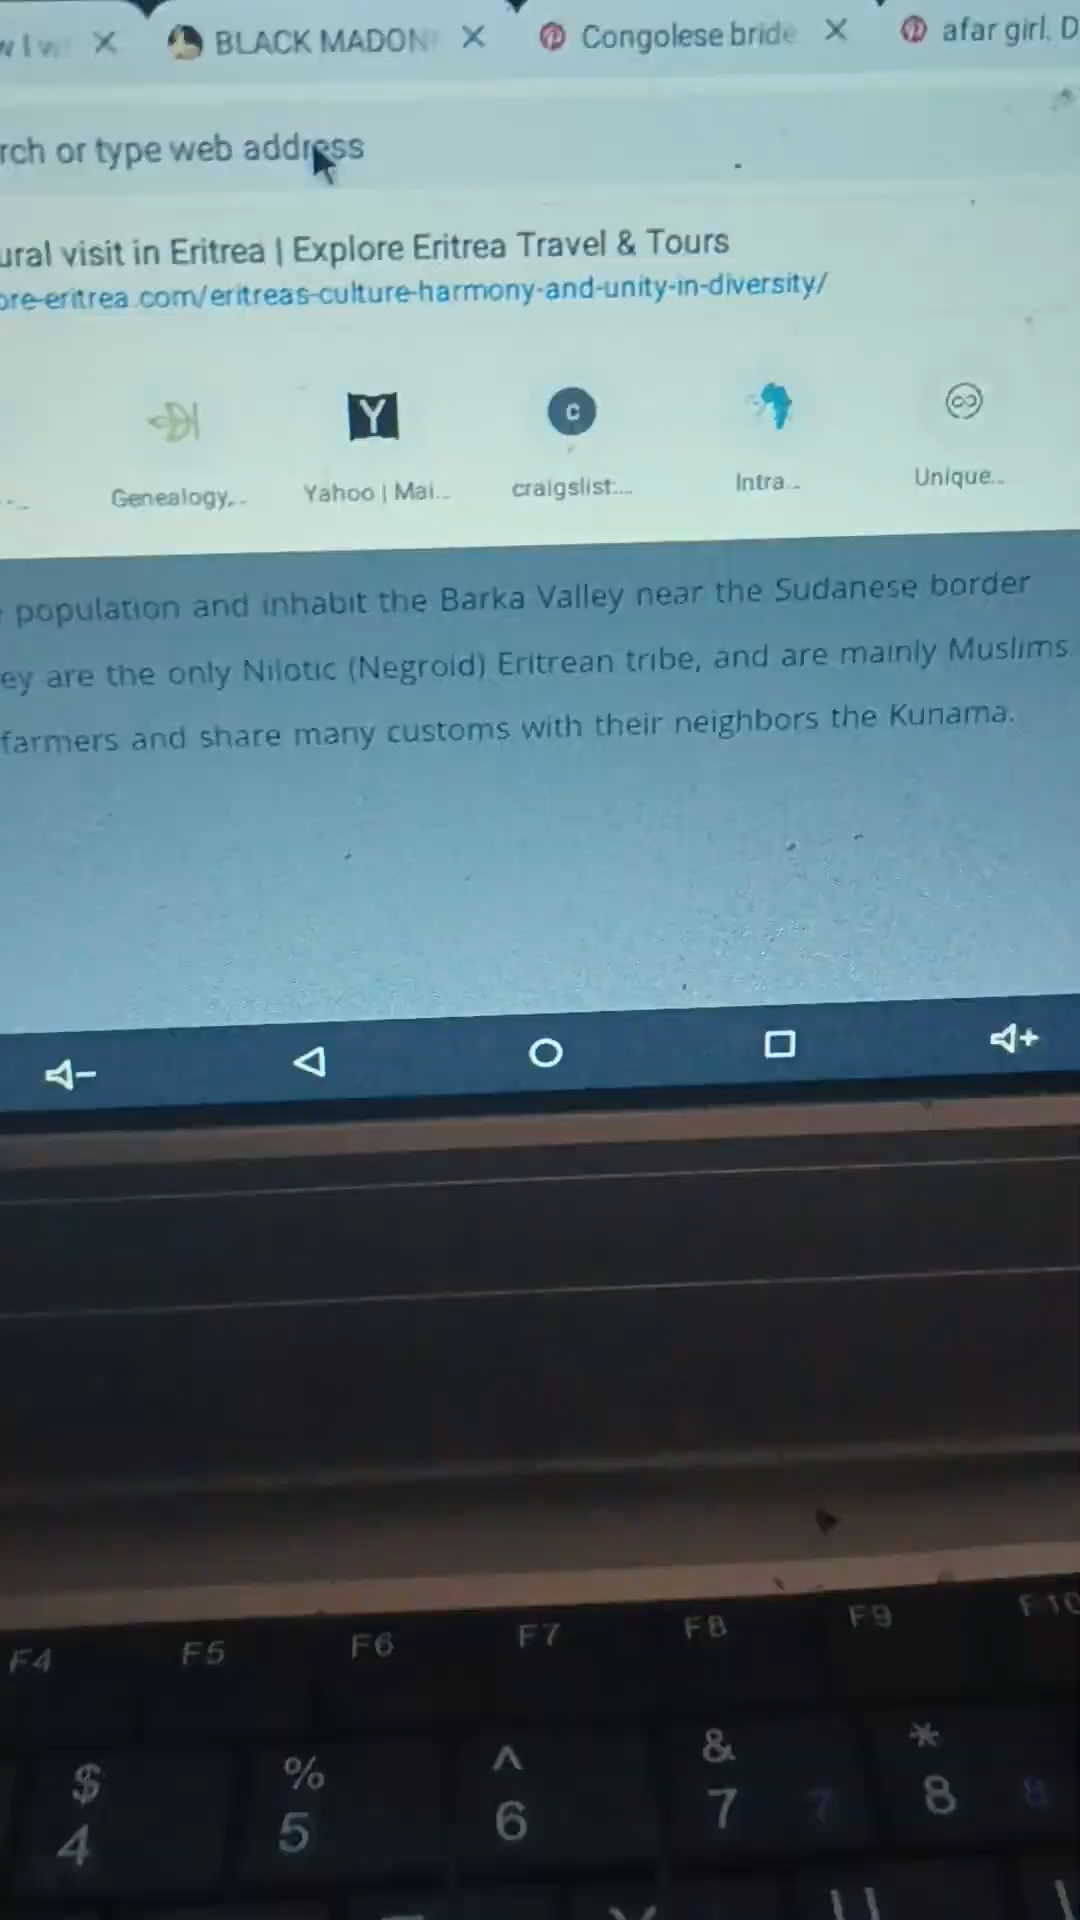 BLACK MADON
Congolese bride
afar girl. D
rch or type web address
ural visit in Eritrea | Explore Eritrea Travel & Tours
ore-eritrea.com/eritreas-culture-harmony-and-unity-in-diversity/
Y
c
Genealogy,..
Yahoo | Mai...
craigslist:...
Intra...
Unique...
population and inhabit the Barka Valley near the Sudanese border
ey are the only Nilotic (Negroid) Eritrean tribe, and are mainly Muslims.
farmers and share many customs with their neighbors the Kunama.
F4 F5 F6 F7 F8 F9 F10
$ % ^ & *
4 5 6 7 7 8 8